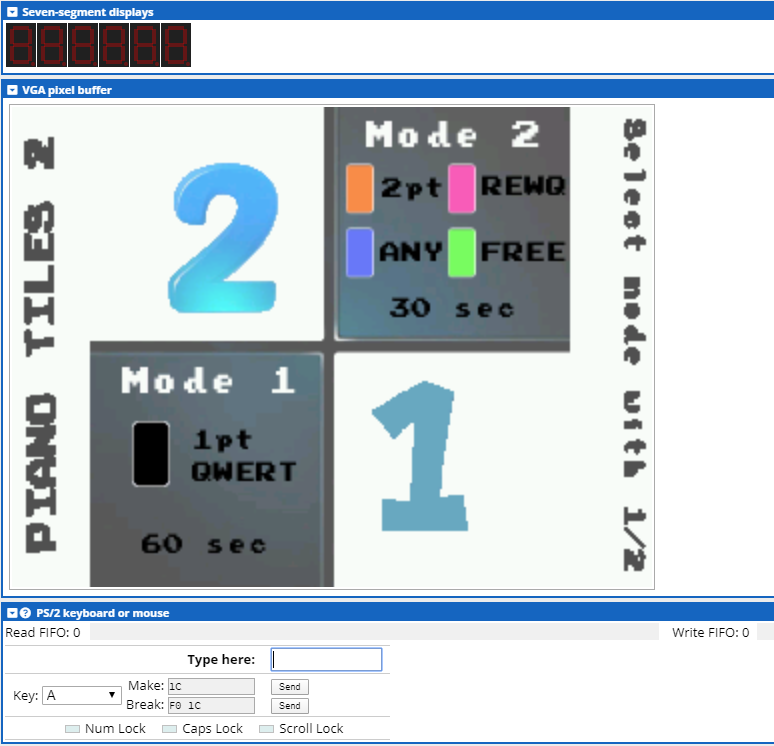 Seven-segment displays
VGA pixel buffer
PIANO TILES 2
2
Mode 2
2pt REWQ
ANY FREE
30 sec
Select mode with 1/2
Mode 1
1pt
QWERT
60 sec
1
PS/2 keyboard or mouse
Read FIFO: 0 Write FIFO: 0
Type here:
Key: A Make: 1C Send
Break: F0 1C Send
Num Lock Caps Lock Scroll Lock